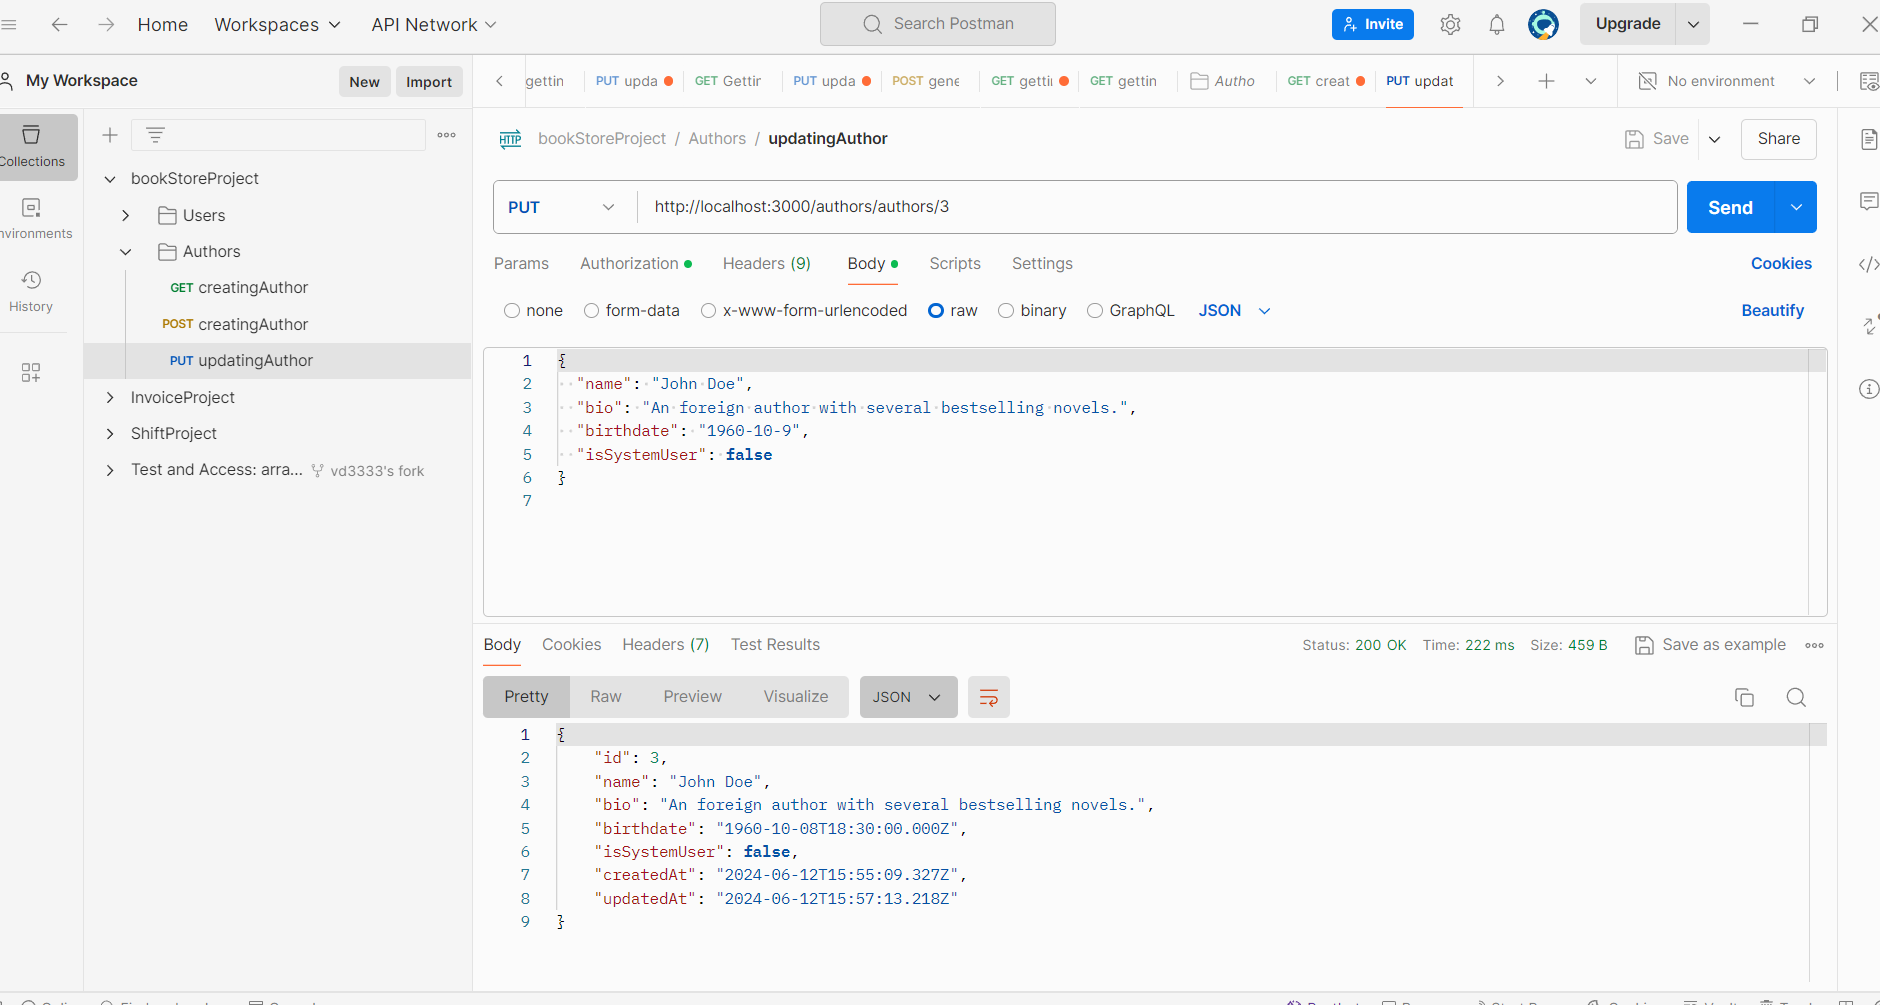 Home Workspaces API Network Search Postman Invite Upgrade
My Workspace New Import
gettin PUT upda GET Gettir PUT upda POST gene GET getti GET gettin Autho GET creat PUT updat No environment
Collections
nvironments
History
bookStoreProject
Users
Authors
GET creatingAuthor
POST creatingAuthor
PUT updatingAuthor
InvoiceProject
ShiftProject
Test and Access: arra... vd3333's fork
HTTP bookStoreProject / Authors / updatingAuthor Save Share
PUT http://localhost:3000/authors/authors/3 Send
Params Authorization Headers (9) Body Scripts Settings Cookies
none form-data x-www-form-urlencoded raw binary GraphQL JSON Beautify
1 {
2 "name": "John Doe",
3 "bio": "An foreign author with several bestselling novels.",
4 "birthdate": "1960-10-9",
5 "isSystemUser": false
6 }
7
Body Cookies Headers (7) Test Results Status: 200 OK Time: 222 ms Size: 459 B Save as example
Pretty Raw Preview Visualize JSON
1 {
2 "id": 3,
3 "name": "John Doe",
4 "bio": "An foreign author with several bestselling novels.",
5 "birthdate": "1960-10-08T18:30:00.000Z",
6 "isSystemUser": false,
7 "createdAt": "2024-06-12T15:55:09.327Z",
8 "updatedAt": "2024-06-12T15:57:13.218Z"
9 }